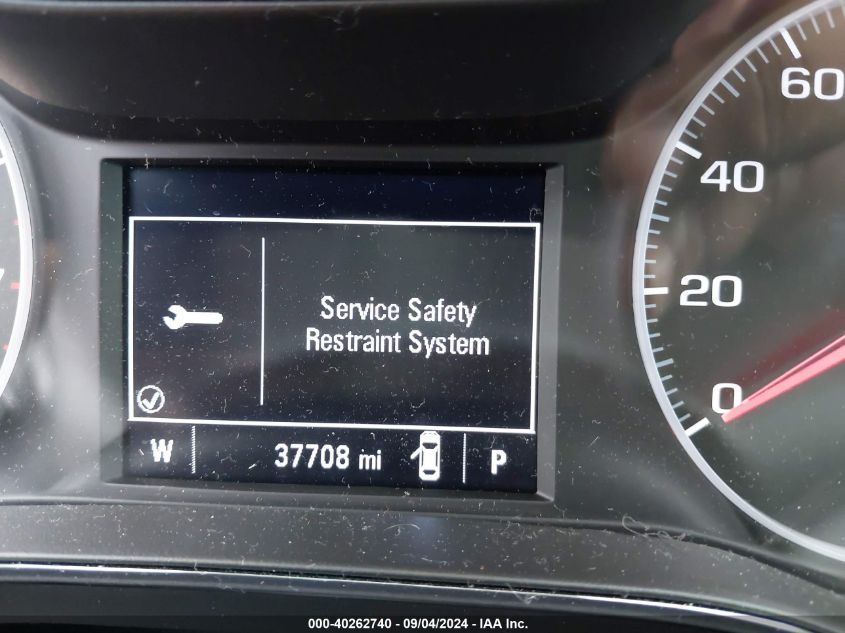 60
40
20
0
Service Safety
Restraint System
W 37708 mi P
000-40262740 - 09/04/2024 - IAA Inc.